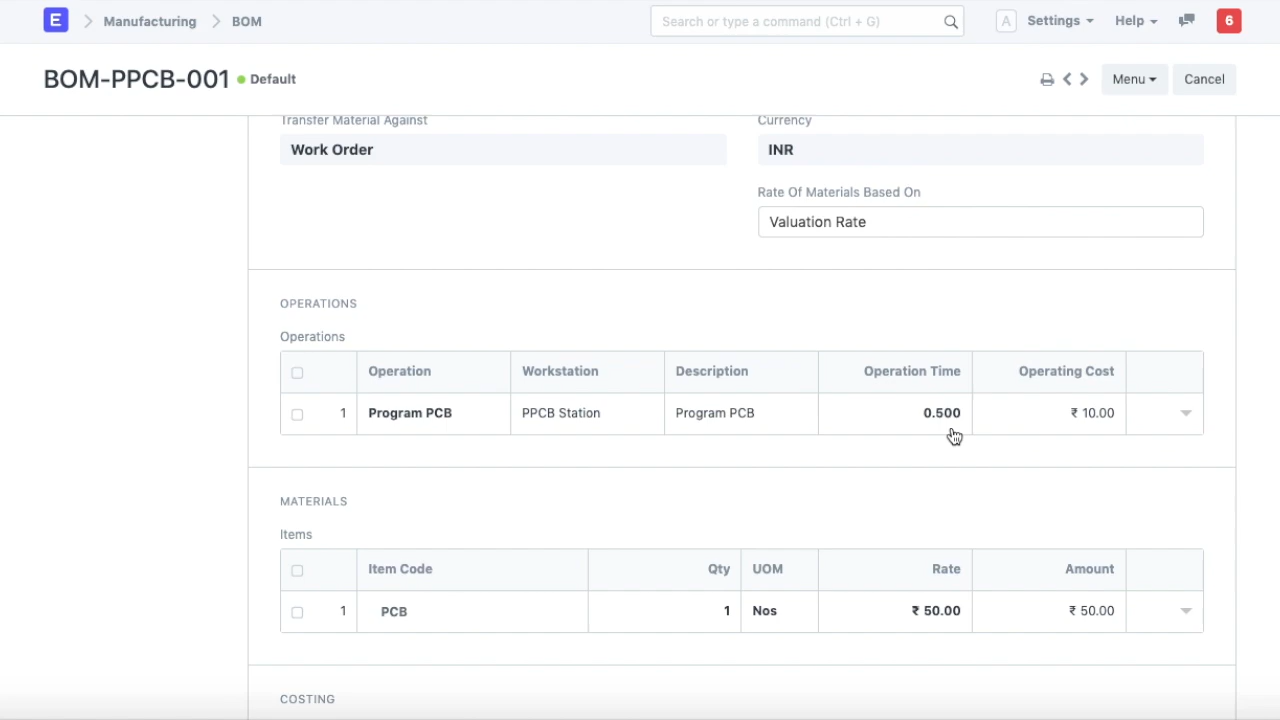 E Manufacturing BOM Search or type a command (Ctrl + G) A Settings Help 6
BOM-PPCB-001 Default Menu Cancel
Transfer Material Against Currency
Work Order INR
Rate Of Materials Based On
Valuation Rate
OPERATIONS
Operations
Operation Workstation Description Operation Time Operating Cost
1 Program PCB PPCB Station Program PCB 0.500 ₹ 10.00
MATERIALS
Items
Item Code Qty UOM Rate Amount
1 PCB 1 Nos ₹ 50.00 ₹ 50.00
COSTING